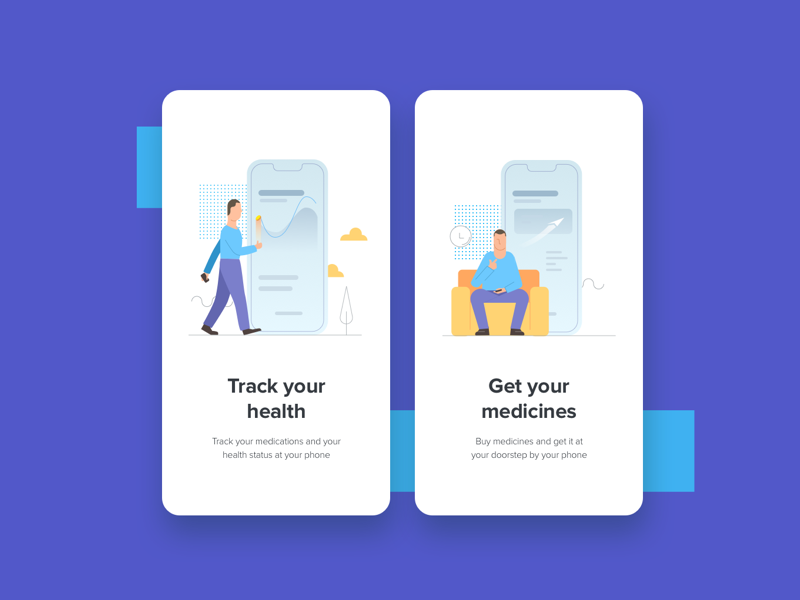 Track your
health
Track your medications and your
health status at your phone
Get your
medicines
Buy medicines and get it at
your doorstep by your phone